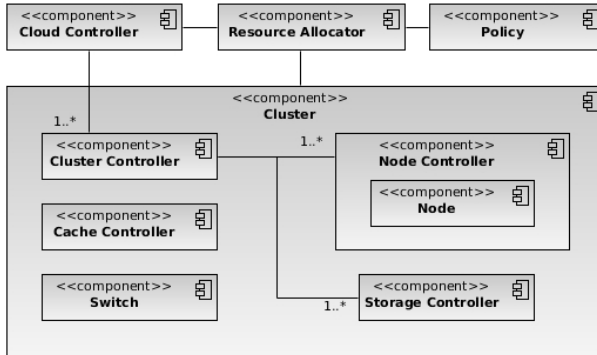 <<component>>
Cloud Controller
<<component>>
Resource Allocator
<<component>>
Policy
<<component>>
Cluster
1..*
<<component>>
Cluster Controller
1..*
<<component>>
Node Controller
<<component>>
Node
<<component>>
Cache Controller
<<component>>
Switch
1..*
<<component>>
Storage Controller